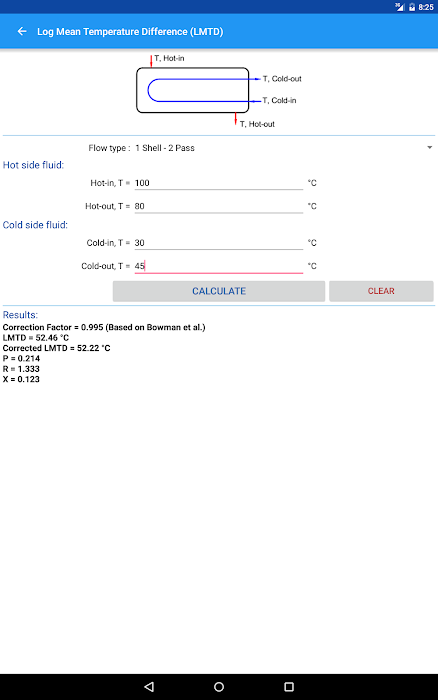 8:25
Log Mean Temperature Difference (LMTD)
T, Hot-in
T, Cold-out
T, Cold-in
T, Hot-out
Flow type : 1 Shell - 2 Pass
Hot side fluid:
Hot-in, T = 100 °C
Hot-out, T = 80 °C
Cold side fluid:
Cold-in, T = 30 °C
Cold-out, T = 45 °C
CALCULATE CLEAR
Results:
Correction Factor = 0.995 (Based on Bowman et al.)
LMTD = 52.46 °C
Corrected LMTD = 52.22 °C
P = 0.214
R = 1.333
X = 0.123